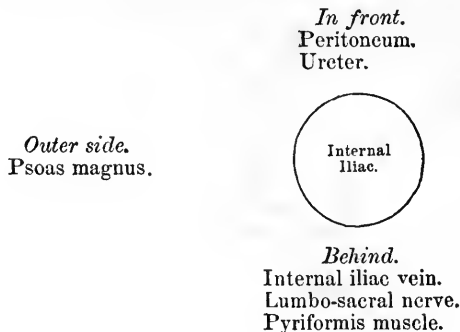 In front.
Peritoneum.
Ureter.
Outer side.
Psoas magnus.
Internal
Iliac.
Behind.
Internal iliac vein.
Lumbo-sacral nerve.
Pyriformis muscle.